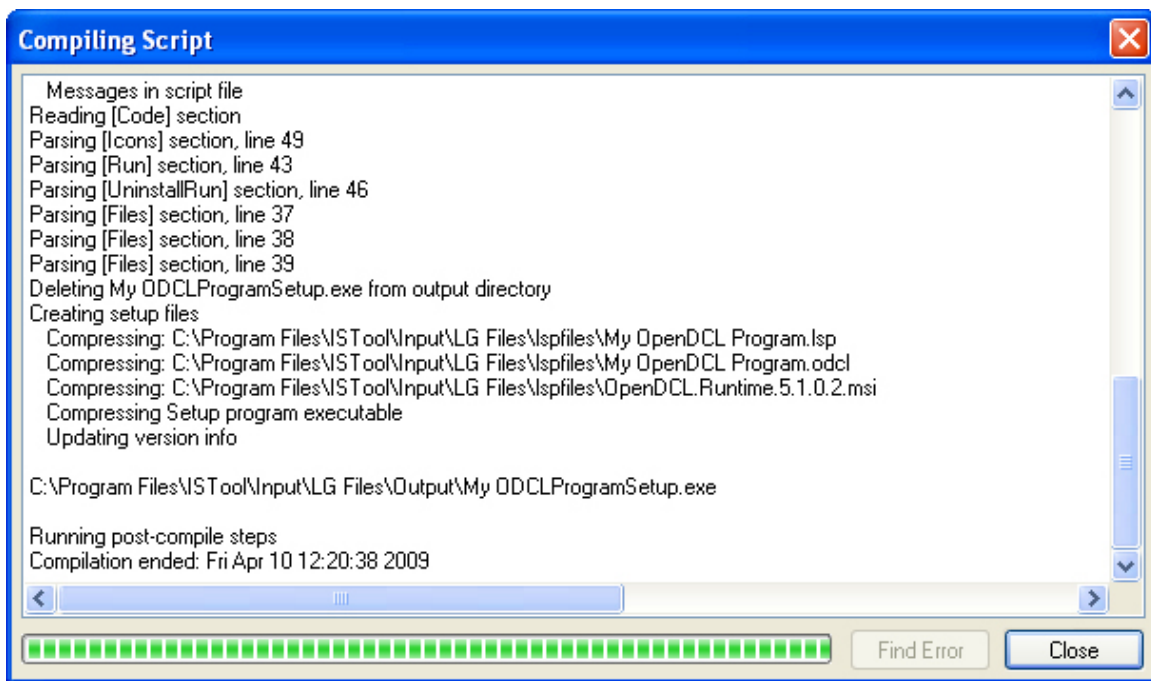 Compiling Script
Messages in script file
Reading [Code] section
Parsing [Icons] section, line 49
Parsing [Run] section, line 43
Parsing [UninstallRun] section, line 46
Parsing [Files] section, line 37
Parsing [Files] section, line 38
Parsing [Files] section, line 39
Deleting My ODCLProgramSetup.exe from output directory
Creating setup files
Compressing: C:\Program Files\ISTool\Input\LG Files\lspfiles\My OpenDCL Program.lsp
Compressing: C:\Program Files\ISTool\Input\LG Files\lspfiles\My OpenDCL Program.odcl
Compressing: C:\Program Files\ISTool\Input\LG Files\lspfiles\OpenDCL.Runtime.5.1.0.2.msi
Compressing Setup program executable
Updating version info
C:\Program Files\ISTool\Input\LG Files\Output\My ODCLProgramSetup.exe
Running post-compile steps
Compilation ended: Fri Apr 10 12:20:38 2009
Find Error
Close